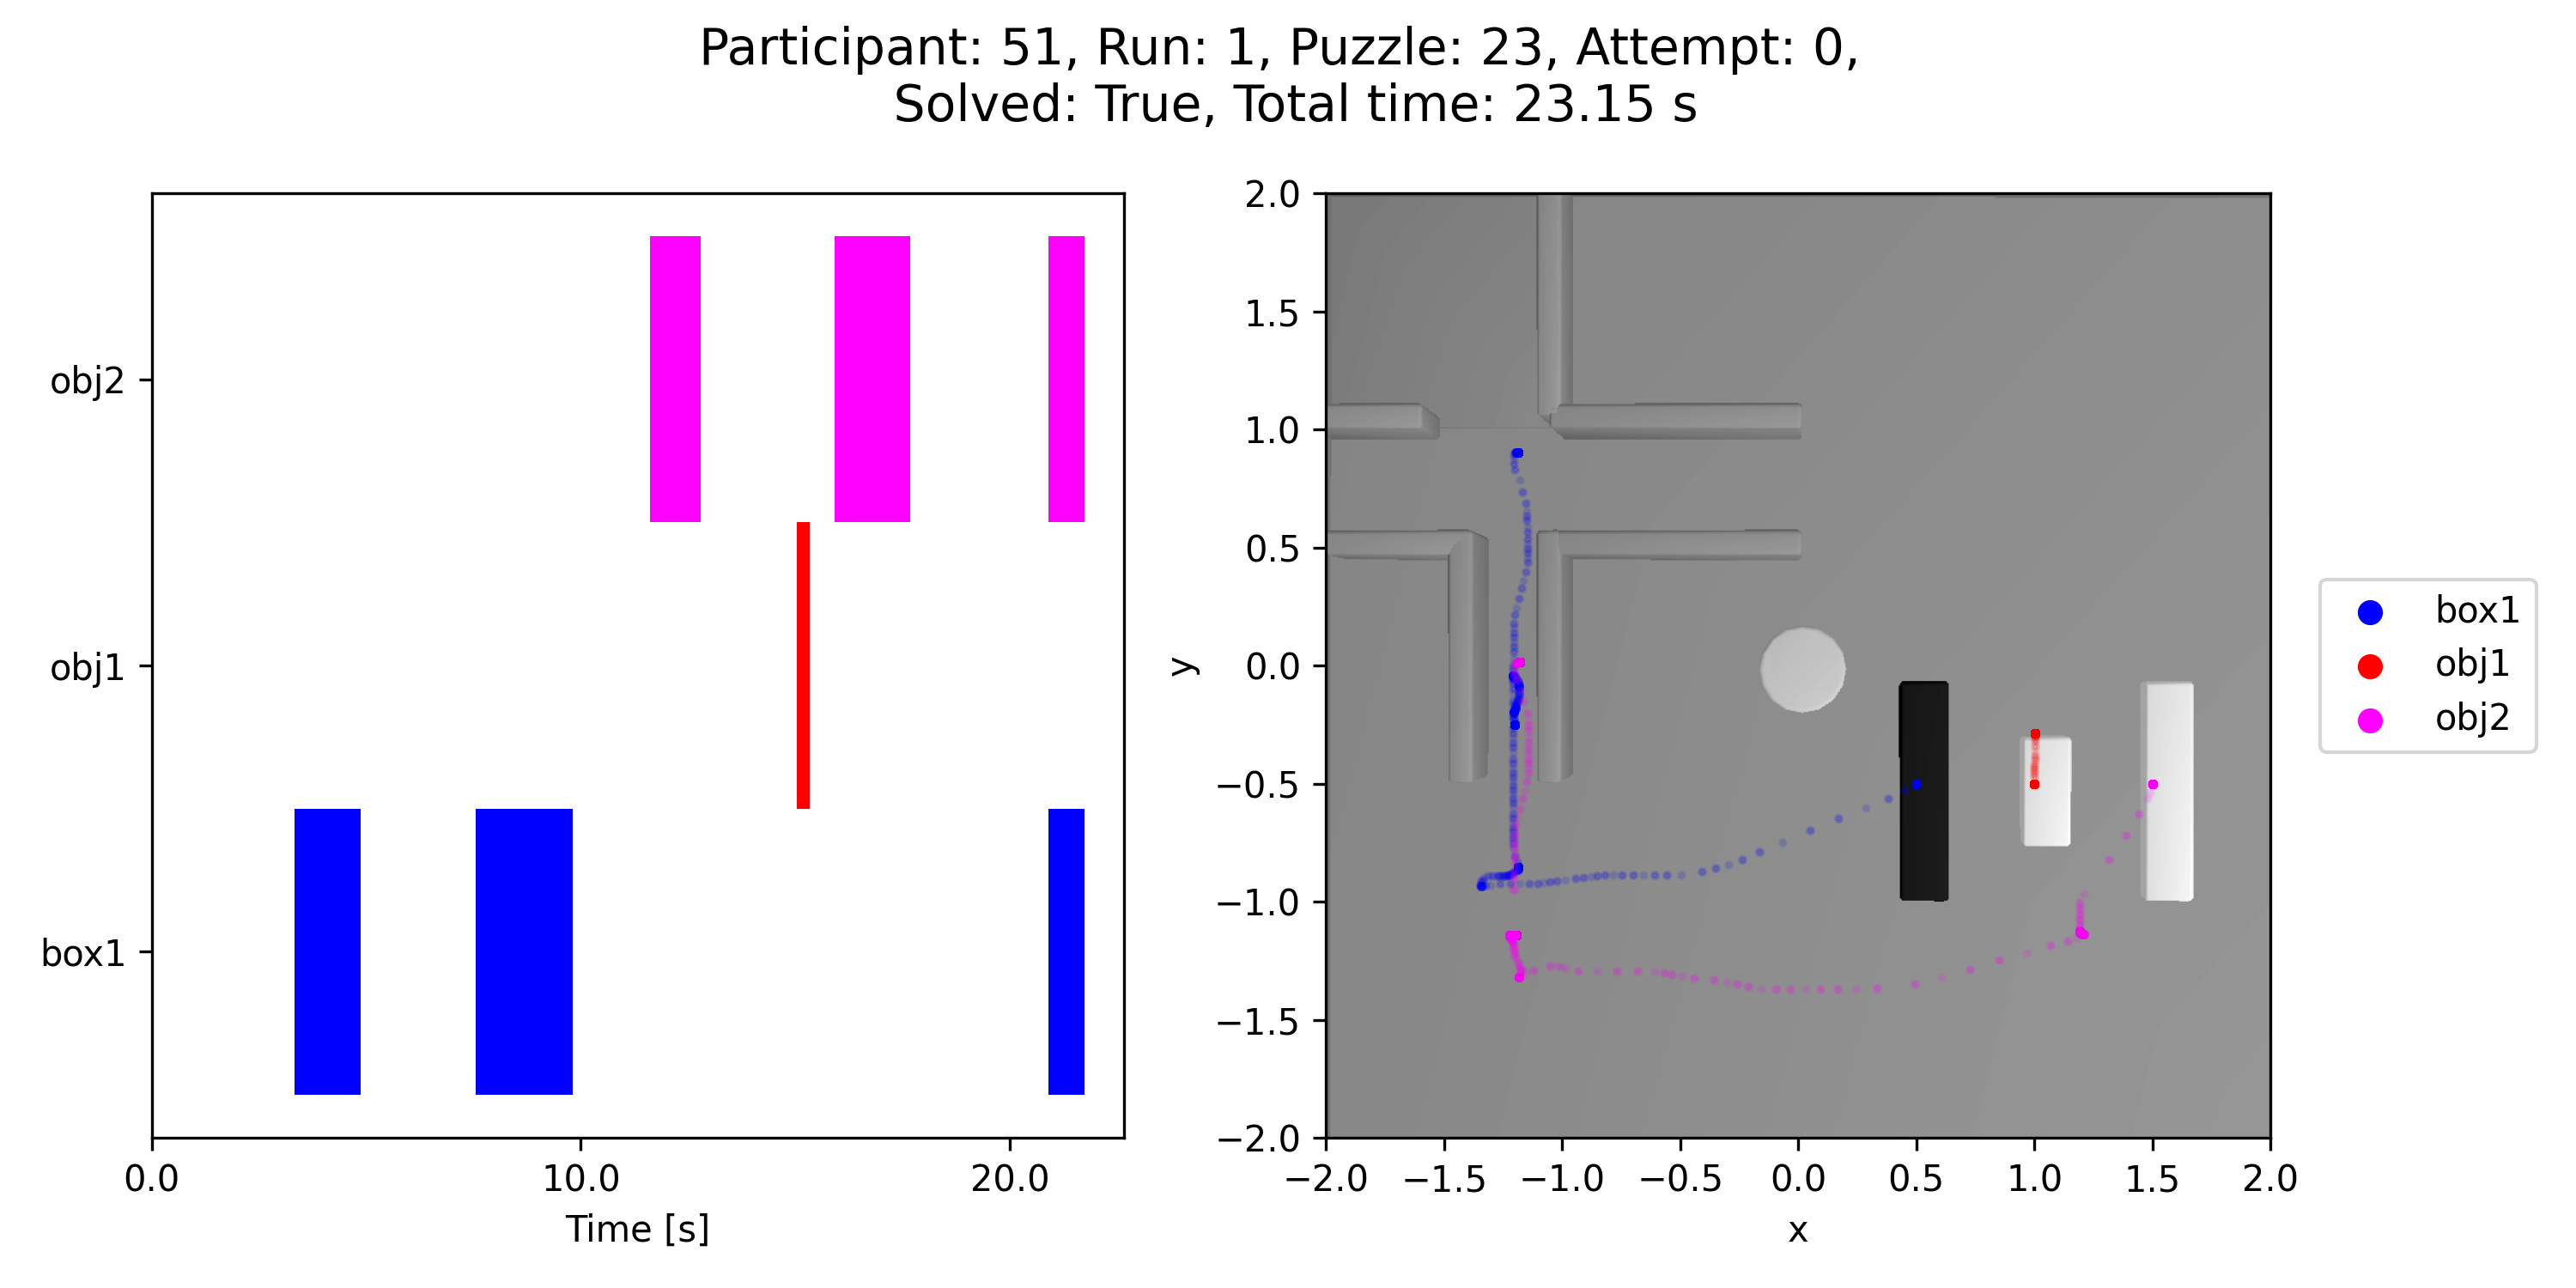 Participant: 51, Run: 1, Puzzle: 23, Attempt: 0,
Solved: True, Total time: 23.15 s
obj2
obj1
box1
0.0 10.0 20.0
Time [s]
2.0
1.5
1.0
0.5
0.0
−0.5
−1.0
−1.5
−2.0
y
−2.0 −1.5 −1.0 −0.5 0.0 0.5 1.0 1.5 2.0
x
box1
obj1
obj2